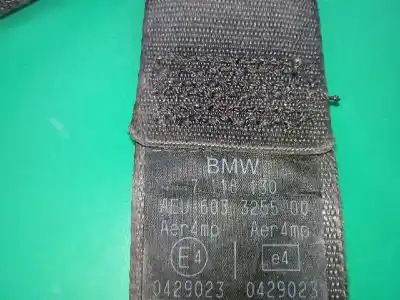 BMW
7 118 130
AEU 603 3255 00
Aer4mp Aer4mp
E4 e4
0429023 0429023